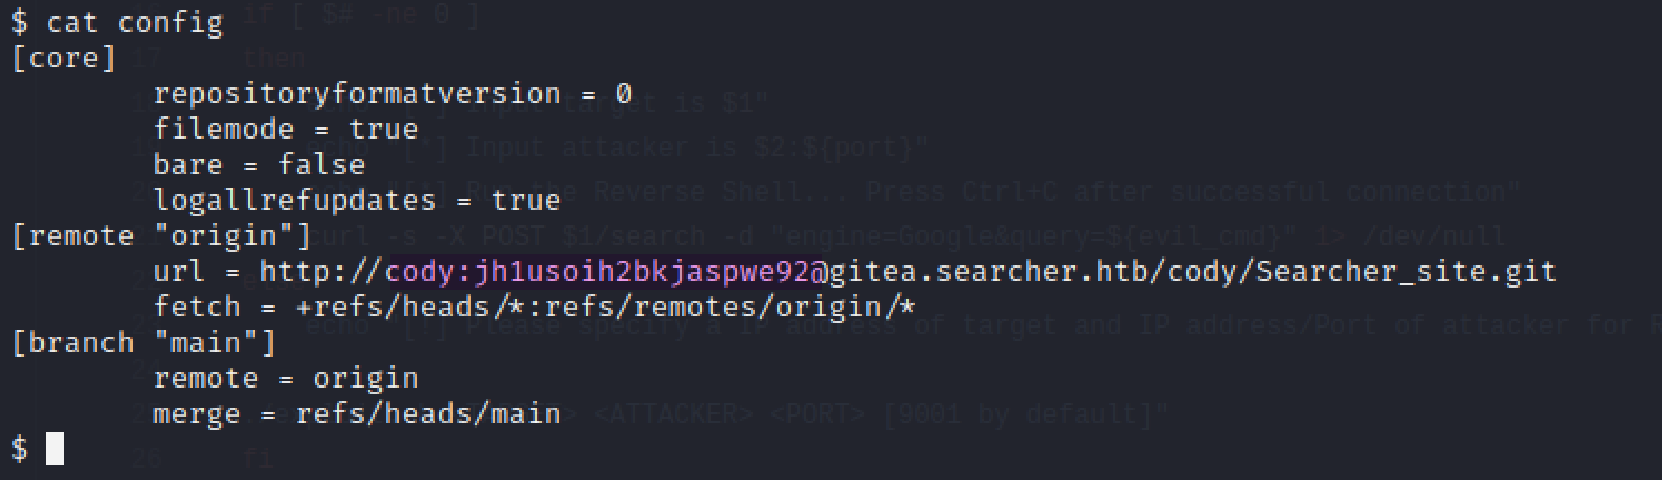 $ cat config
[core]
repositoryformatversion = 0
filemode = true
bare = false
logallrefupdates = true
[remote "origin"]
url = http://cody:jh1usoih2bkjaspwe92@gitea.searcher.htb/cody/Searcher_site.git
fetch = +refs/heads/*:refs/remotes/origin/*
[branch "main"]
remote = origin
merge = refs/heads/main
$